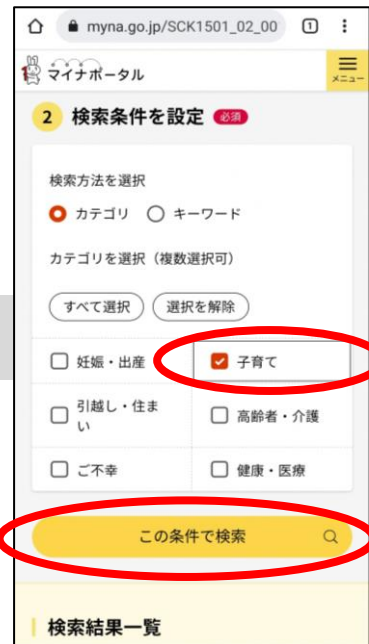 myna.go.jp/SCK1501_02_00 1
マイナポータル
メニュー
2 検索条件を設定 必須
検索方法を選択
カテゴリ キーワード
カテゴリを選択（複数選択可）
すべて選択 選択を解除
妊娠・出産 子育て
引越し・住ま
い
高齢者・介護
ご不幸 健康・医療
この条件で検索
検索結果一覧